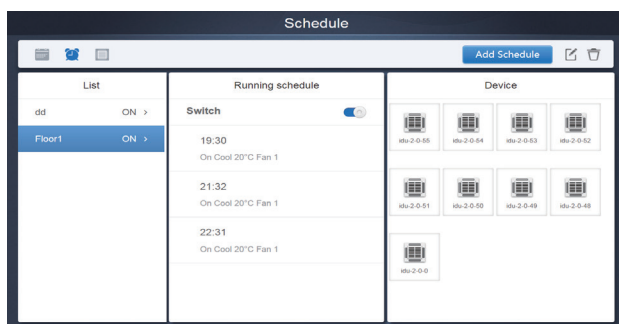 Schedule
Add Schedule
List
Running schedule
Device
dd ON >
Floor1 ON >
Switch
19:30
On Cool 20°C Fan 1
21:32
On Cool 20°C Fan 1
22:31
On Cool 20°C Fan 1
idu-2-0-55 idu-2-0-54 idu-2-0-53 idu-2-0-52
idu-2-0-51 idu-2-0-50 idu-2-0-49 idu-2-0-48
idu-2-0-0